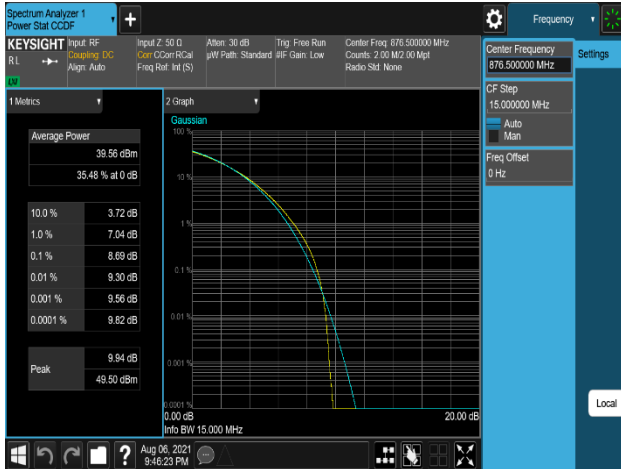 Spectrum Analyzer 1
Power Stat CCDF
Frequency
KEYSIGHT
Input: RF
Input Z: 50 Ω
Atten: 30 dB
Trig: Free Run
Center Freq: 876.500000 MHz
RL
Coupling: DC
Corr CCorr RCal
µW Path: Standard
#IF Gain: Low
Counts: 2.00 M/2.00 Mpt
Align: Auto
Freq Ref: Int (S)
Radio Std: None
Center Frequency
876.500000 MHz
Settings
CF Step
15.000000 MHz
Auto
Man
Freq Offset
0 Hz
1 Metrics
2 Graph
Average Power
39.56 dBm
35.48 % at 0 dB
10.0 % 3.72 dB
1.0 % 7.04 dB
0.1 % 8.69 dB
0.01 % 9.30 dB
0.001 % 9.56 dB
0.0001 % 9.82 dB
Peak
9.94 dB
49.50 dBm
Gaussian
100 %
10 %
1 %
0.1 %
0.01 %
0.001 %
0.0001 %
0.00 dB
20.00 dB
Info BW 15.000 MHz
Local
?
Aug 06, 2021
9:46:23 PM